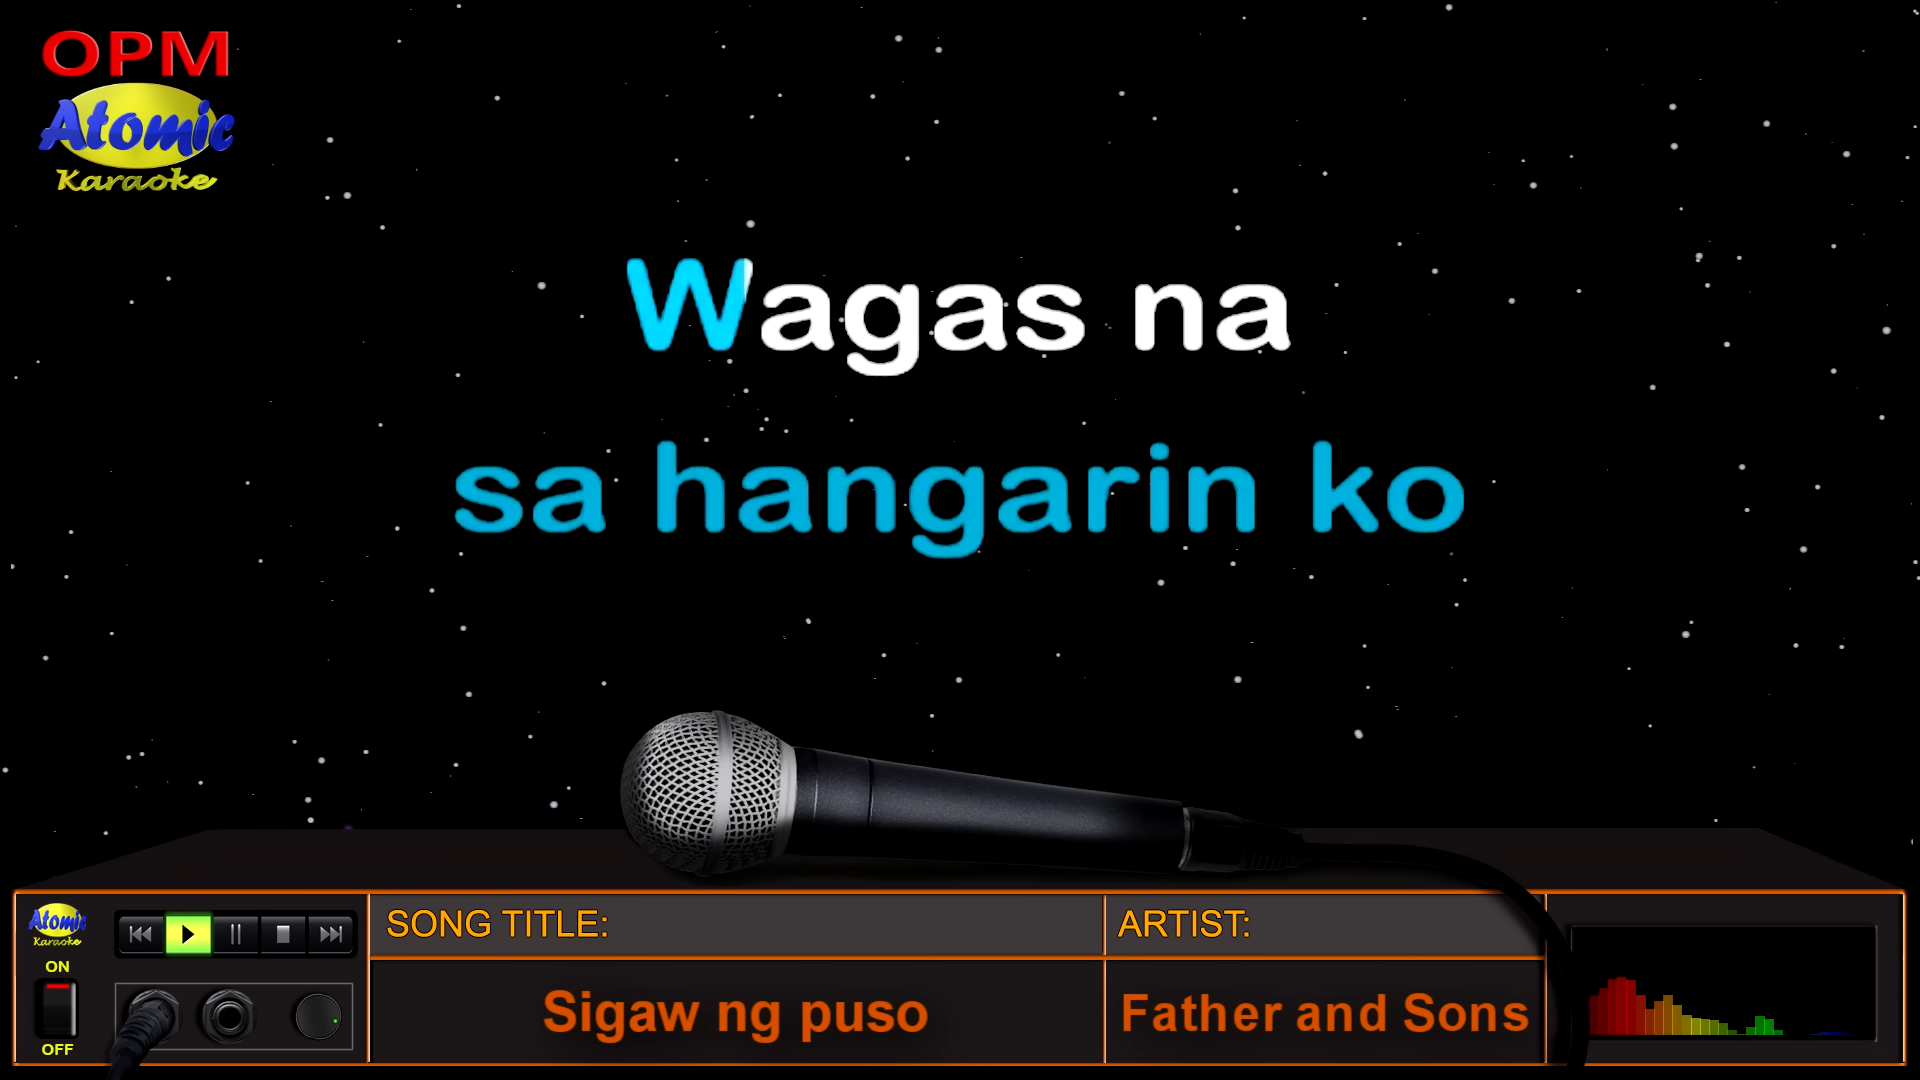 OPM
Atomic
Karaoke
Wagas na
sa hangarin ko
Atomic
Karaoke
ON
OFF
SONG TITLE:
ARTIST:
Sigaw ng puso
Father and Sons